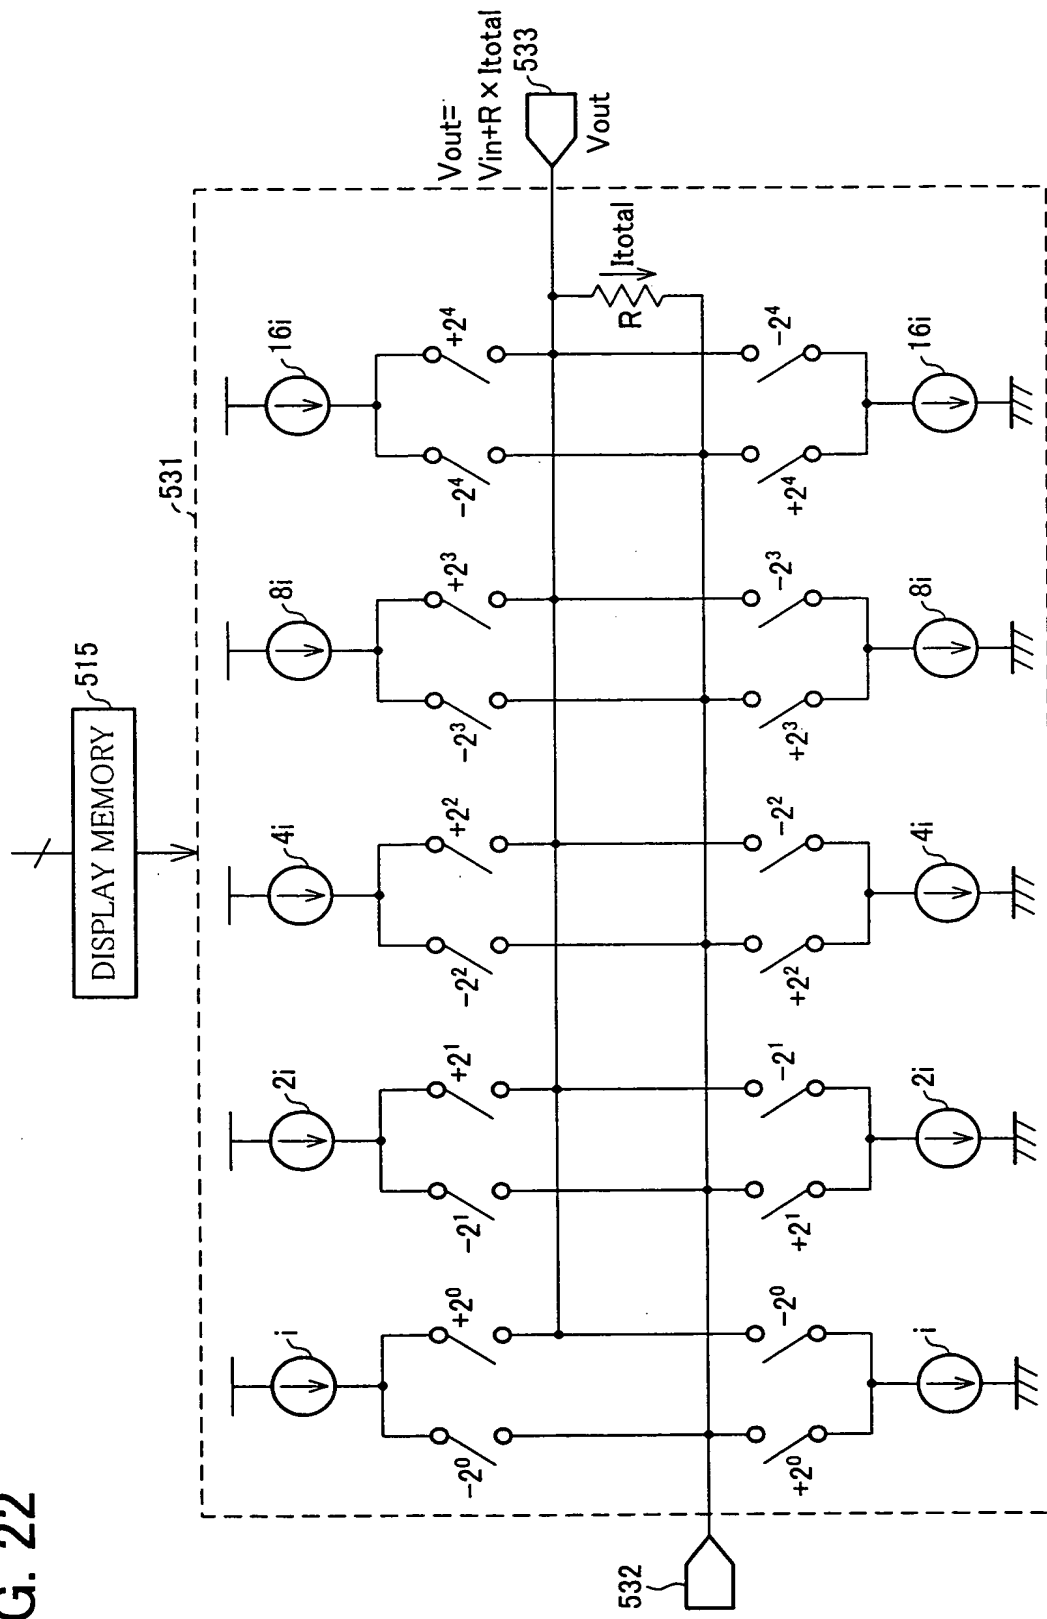 G. 22
DISPLAY MEMORY
515
531
i
2i
4i
8i
16i
-2⁰
+2⁰
-2¹
+2¹
-2²
+2²
-2³
+2³
-2⁴
+2⁴
Vout=
Vin+R×Itotal
533
Vout
R
Itotal
532
+2⁰
-2⁰
+2¹
-2¹
+2²
-2²
+2³
-2³
+2⁴
-2⁴
i
2i
4i
8i
16i